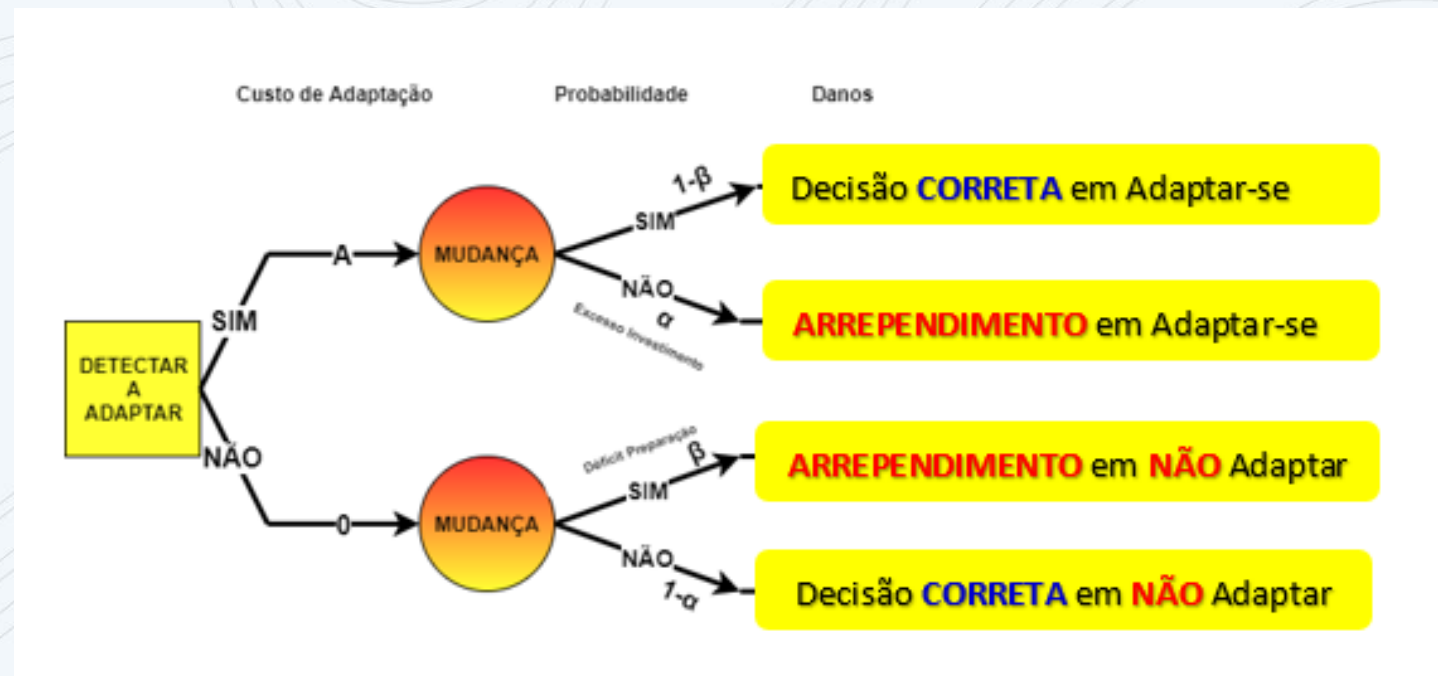 Custo de Adaptação
Probabilidade
Danos
1-β
SIM
Decisão CORRETA em Adaptar-se
A
MUDANÇA
NÃO
α
Excesso Investimento
ARREPENDIMENTO em Adaptar-se
SIM
DETECTAR
A
ADAPTAR
NÃO
Déficit Preparação
β
SIM
ARREPENDIMENTO em NÃO Adaptar
0
MUDANÇA
NÃO
1-α
Decisão CORRETA em NÃO Adaptar